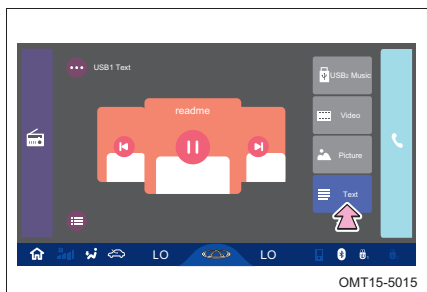 USB1 Text
USB2 Music
readme
Video
Picture
Text
LO
LO
OMT15-5015